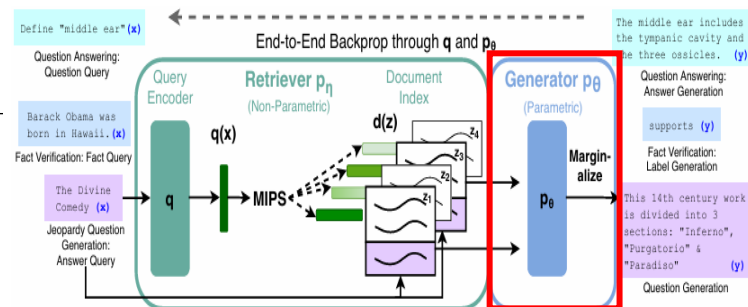 Define "middle ear" (x)
Question Answering:
Question Query
Barack Obama was
born in Hawaii. (x)
Fact Verification: Fact Query
The Divine
Comedy (x)
Jeopardy Question
Generation:
Answer Query
End-to-End Backprop through q and pθ
Query
Encoder
q
q(x)
Retriever pη
(Non-Parametric)
MIPS
Document
Index
d(z)
z4
z3
z2
z1
Generator pθ
(Parametric)
pθ
Margin-
alize
The middle ear includes
the tympanic cavity and
the three ossicles. (y)
Question Answering:
Answer Generation
supports (y)
Fact Verification:
Label Generation
This 14th century work
is divided into 3
sections: "Inferno",
"Purgatorio" &
"Paradiso" (y)
Question Generation